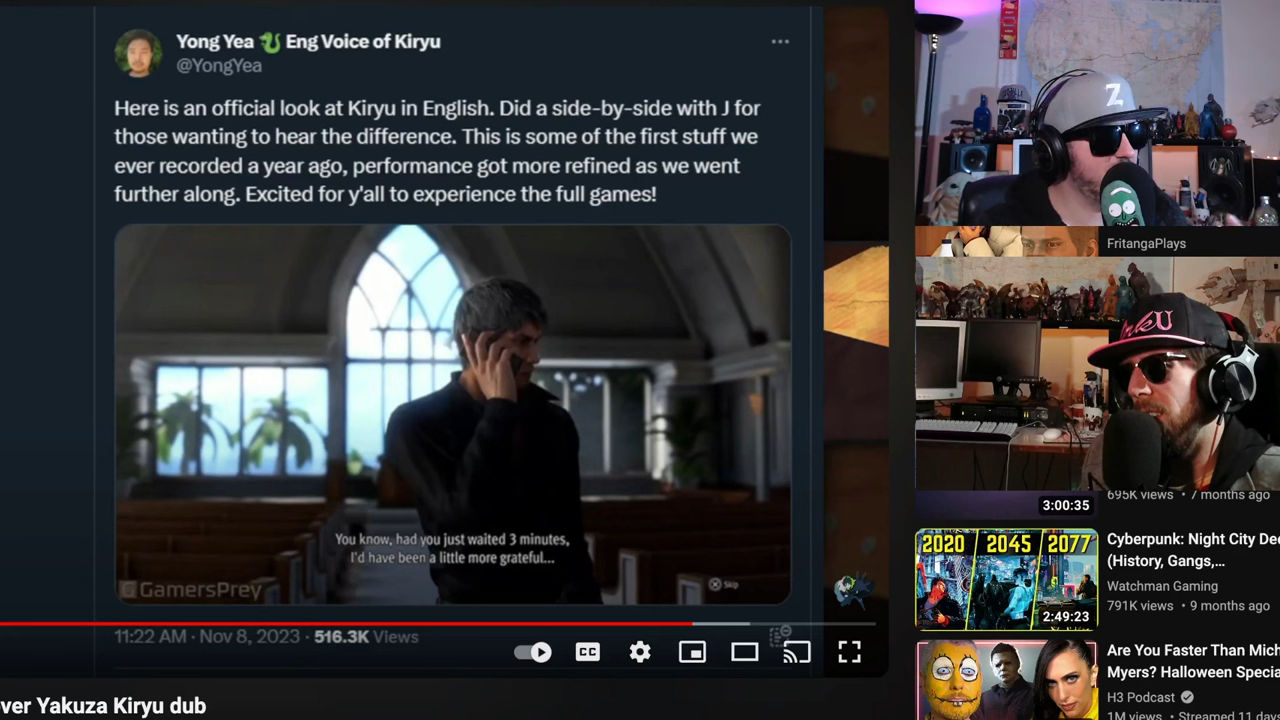 Yong Yea 🐉 Eng Voice of Kiryu
@YongYea
Here is an official look at Kiryu in English. Did a side-by-side with J for
those wanting to hear the difference. This is some of the first stuff we
ever recorded a year ago, performance got more refined as we went
further along. Excited for y'all to experience the full games!
You know, had you just waited 3 minutes,
I'd have been a little more grateful...
Skip
GamersPrey
11:22 AM · Nov 8, 2023 · 516.3K Views
CC
ver Yakuza Kiryu dub
Z
FritangaPlays
InkU
3:00:35
695K views • 7 months ago
2020 2045 2077
2:49:23
Cyberpunk: Night City De
(History, Gangs,...
Watchman Gaming
791K views • 9 months ago
Are You Faster Than Mich
Myers? Halloween Specia
H3 Podcast
1M views • Streamed 11 days